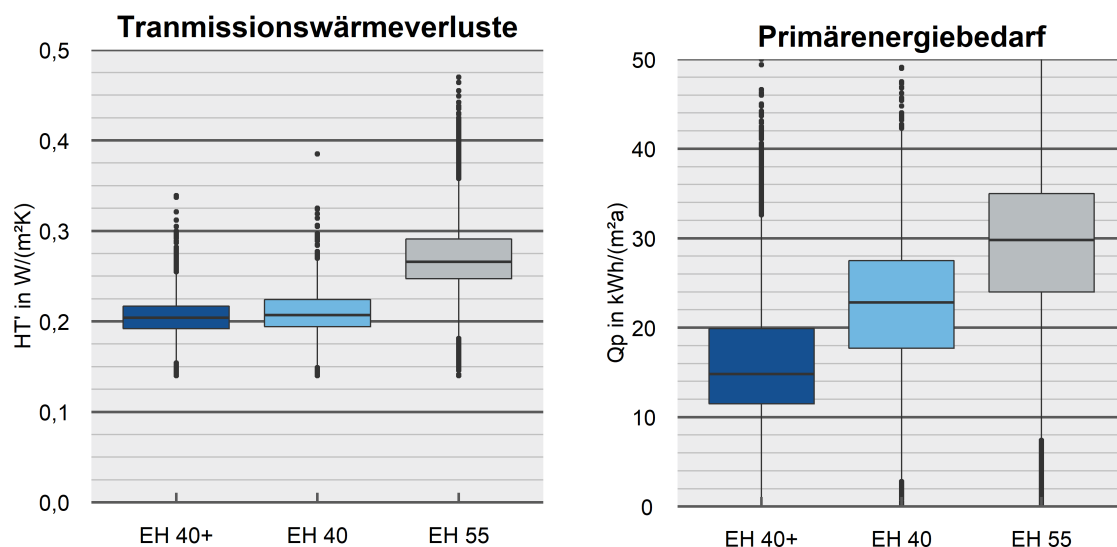 Tranmissionswärmeverluste
HT' in W/(m²K)
0,5
0,4
0,3
0,2
0,1
0,0
EH 40+
EH 40
EH 55
Primärenergiebedarf
Qp in kWh/(m²a)
50
40
30
20
10
0
EH 40+
EH 40
EH 55